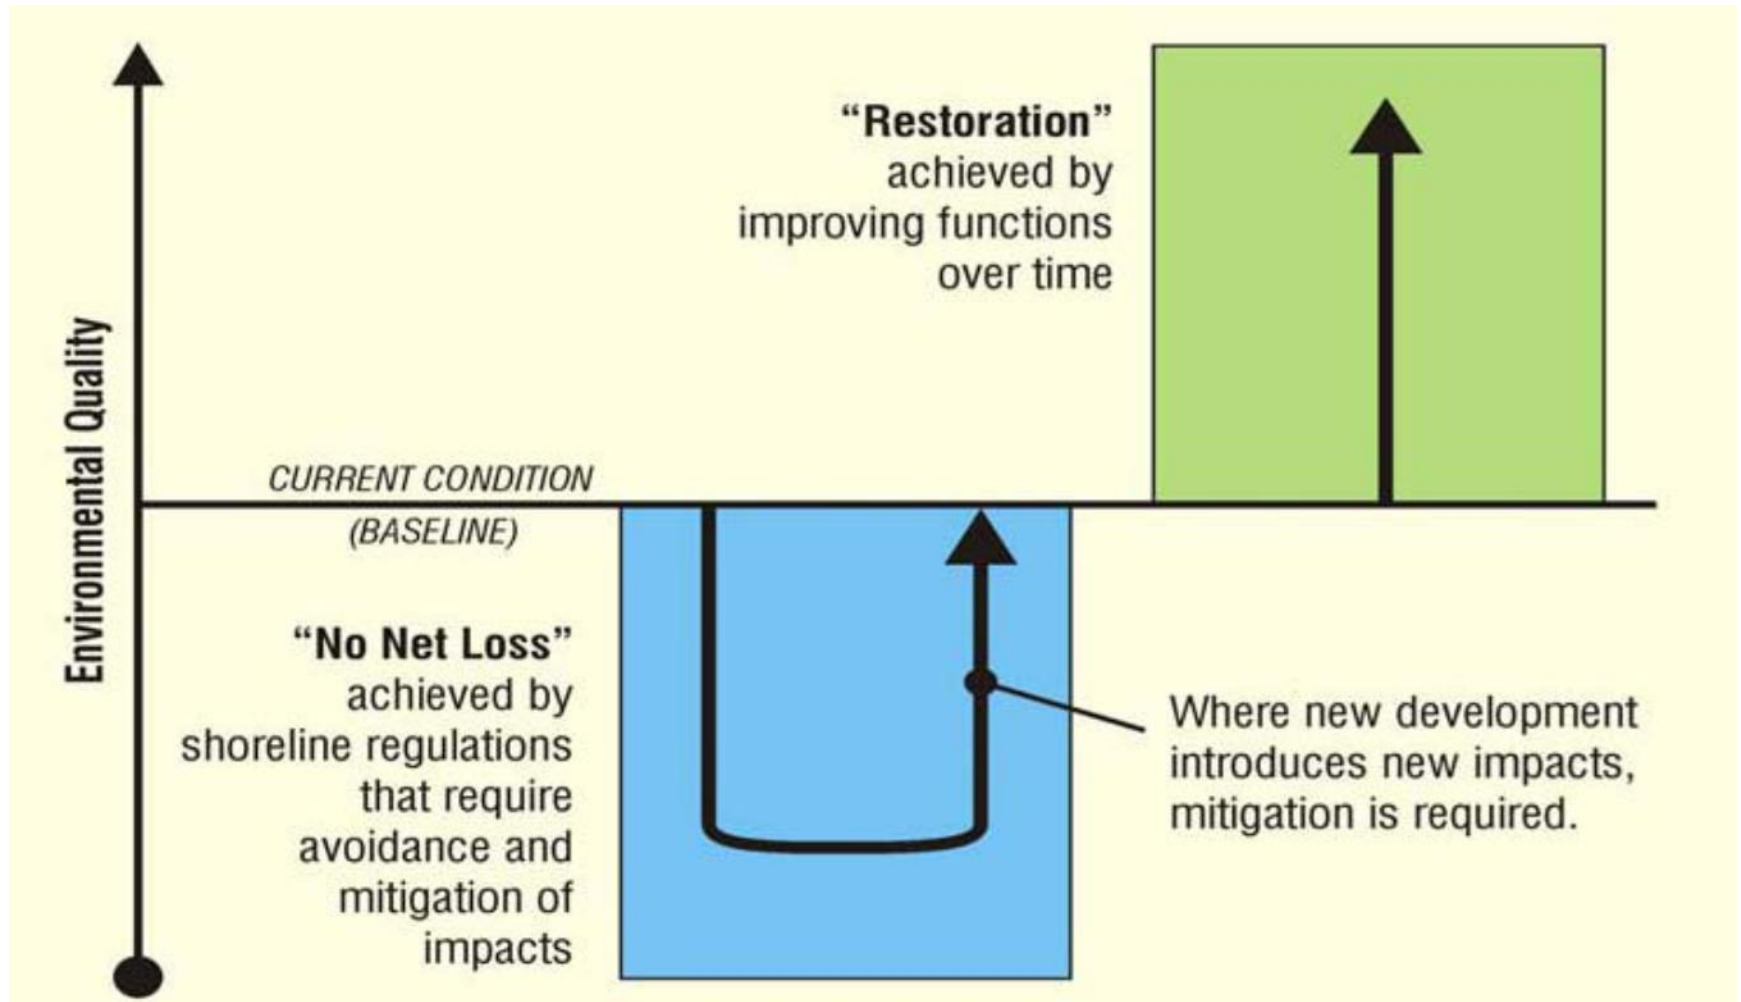 Environmental Quality
“Restoration”
achieved by
improving functions
over time
CURRENT CONDITION
(BASELINE)
“No Net Loss”
achieved by
shoreline regulations
that require
avoidance and
mitigation of
impacts
Where new development
introduces new impacts,
mitigation is required.